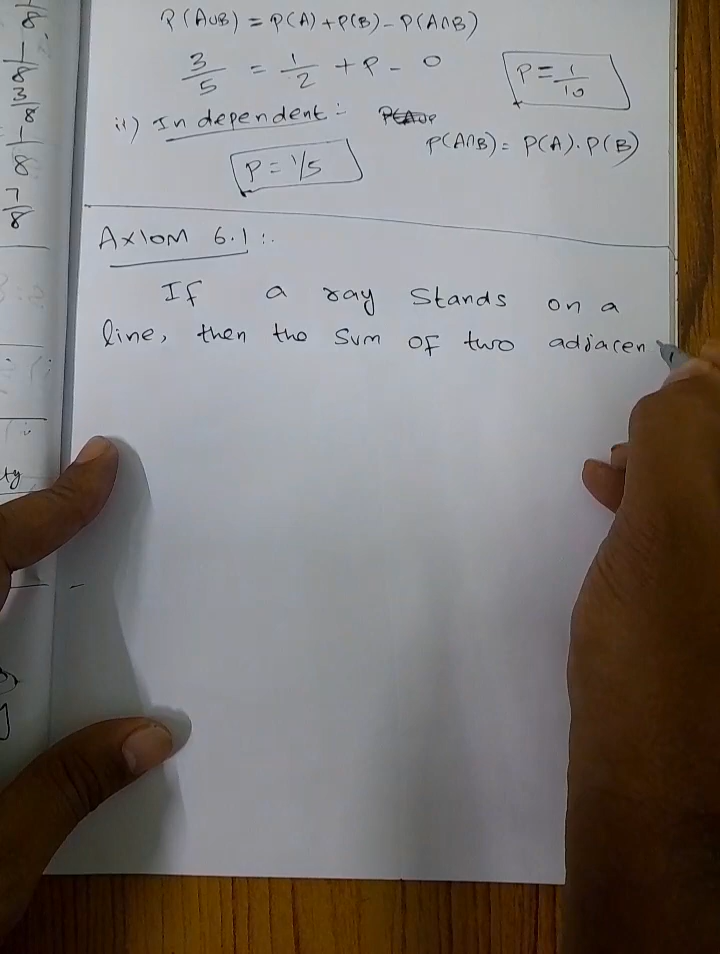 P(A∪B) = P(A) + P(B) - P(A∩B)
3/5 = 1/2 + P - 0
P = 1/10
ii) Independent:
P(A∩B) = P(A). P(B)
P = 1/5
AXIOM 6.1:.
If a ray stands on a
line, then the sum of two adjacen